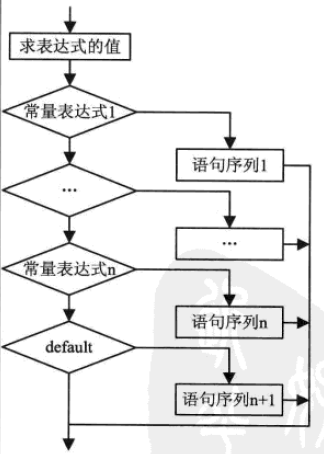 求表达式的值
常量表达式1
语句序列1
...
...
常量表达式n
语句序列n
default
语句序列n+1